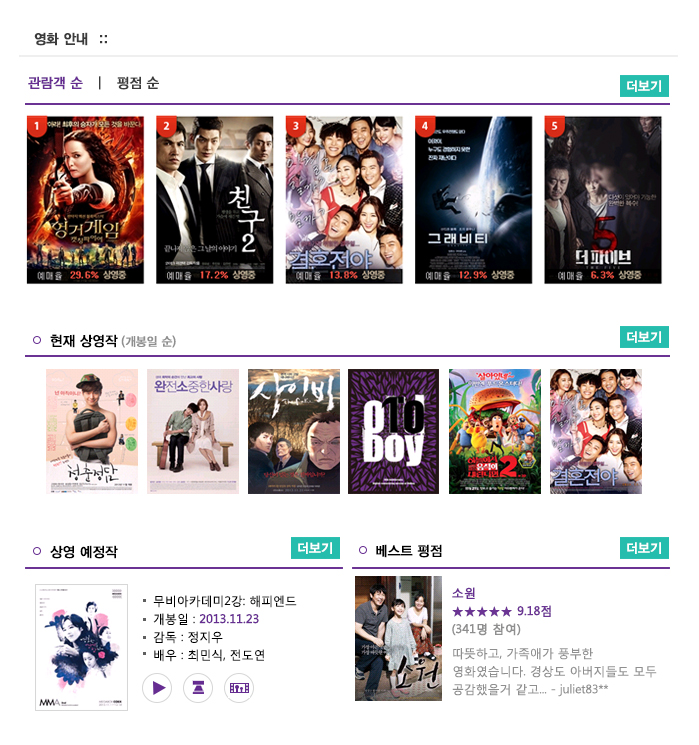 영화 안내 ::
관람객 순 | 평점 순
더보기
1
헝거게임
예매율 29.6% 상영중
2
친구2
예매율 17.2% 상영중
3
결혼전야
예매율 13.8% 상영중
4
그래비티
예매율 12.9% 상영중
5
더 파이브
예매율 6.3% 상영중
현재 상영작 (개봉일 순)
더보기
청춘정담
완전 소중한 사랑
사이비
old boy
2
결혼전야
상영 예정작
더보기
MMA
무비아카데미2강: 해피엔드
개봉일 : 2013.11.23
감독 : 정지우
배우 : 최민식, 전도연
베스트 평점
더보기
소원
소원
★★★★★ 9.18점
(341명 참여)
따뜻하고, 가족애가 풍부한
영화였습니다. 경상도 아버지들도 모두
공감했을거 같고... - juliet83**